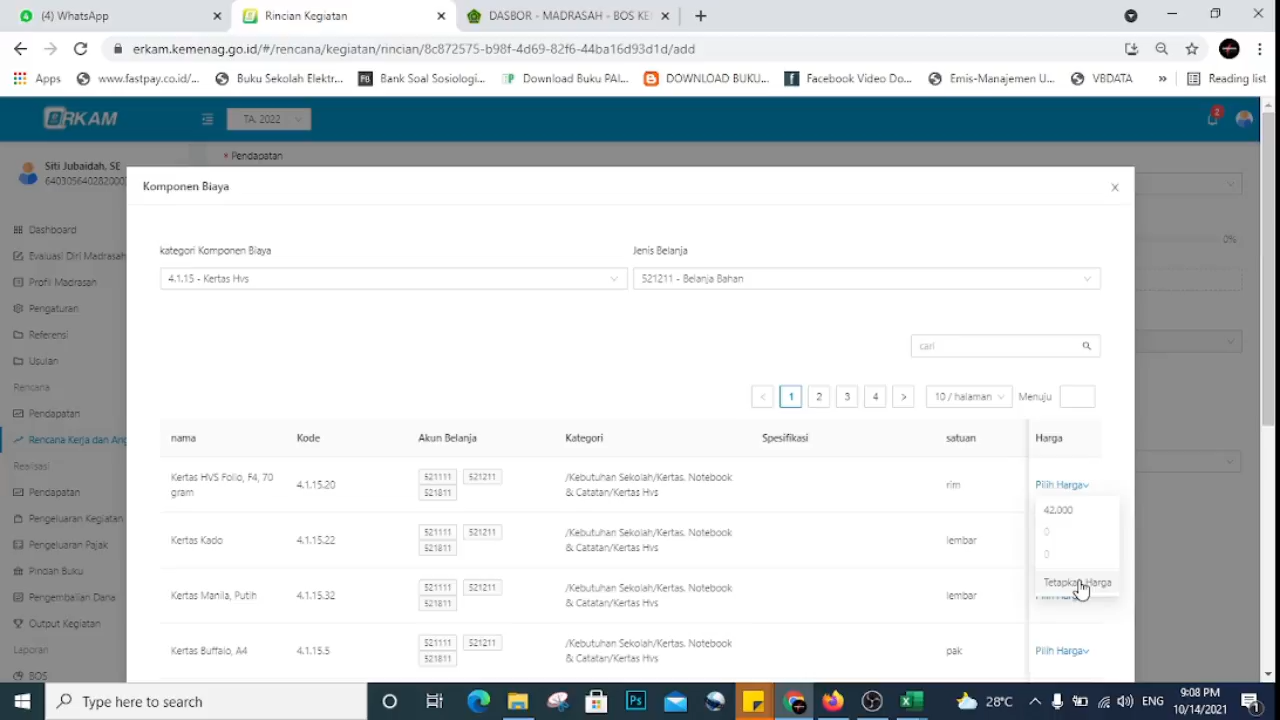 (4) WhatsApp
Rincian Kegiatan
DASBOR - MADRASAH - BOS KE
erkam.kemenag.go.id/#/rencana/kegiatan/rincian/8c872575-b98f-4d69-82f6-44ba16d93d1d/add
Apps
www.fastpay.co.id/...
Buku Sekolah Elektr...
Bank Soal Sosiologi...
Download Buku PAI,...
DOWNLOAD BUKU...
Facebook Video Do...
Emis-Manajemen U...
VBDATA
»
Reading list
ERKAM
TA. 2022
2
* Pendapatan
Siti Jubaidah, SE
Komponen Biaya
0%
Dashboard
Evaluasi Diri Madrasah
Profil Madrasah
Pengaturan
Referensi
Usulan
Rencana
Pendapatan
Rencana Kerja dan Ang
Realisasi
Pendapatan
Pengeluaran Kegiatan
Pengeluaran Pajak
Pindah Buku
Pengembalian Dana
Output Kegiatan
Laporan
BOS
kategori Komponen Biaya
Jenis Belanja
4.1.15 - Kertas Hvs
521211 - Belanja Bahan
cari
< 1 2 3 4 > 10 / halaman Menuju
nama Kode Akun Belanja Kategori Spesifikasi satuan Harga
Kertas HVS Folio, F4, 70
gram
4.1.15.20
521111 521211
521811
/Kebutuhan Sekolah/Kertas. Notebook
& Catatan/Kertas Hvs
rim
Pilih Harga
42,000
0
0
Tetapkan Harga
Kertas Kado
4.1.15.22
521111 521211
521811
/Kebutuhan Sekolah/Kertas. Notebook
& Catatan/Kertas Hvs
lembar
Kertas Manila, Putih
4.1.15.32
521111 521211
521811
/Kebutuhan Sekolah/Kertas. Notebook
& Catatan/Kertas Hvs
lembar
Kertas Buffalo, A4
4.1.15.5
521111 521211
521811
/Kebutuhan Sekolah/Kertas. Notebook
& Catatan/Kertas Hvs
pak
Pilih Harga
Type here to search
Ps
28°C
ENG
9:08 PM
10/14/2021
1